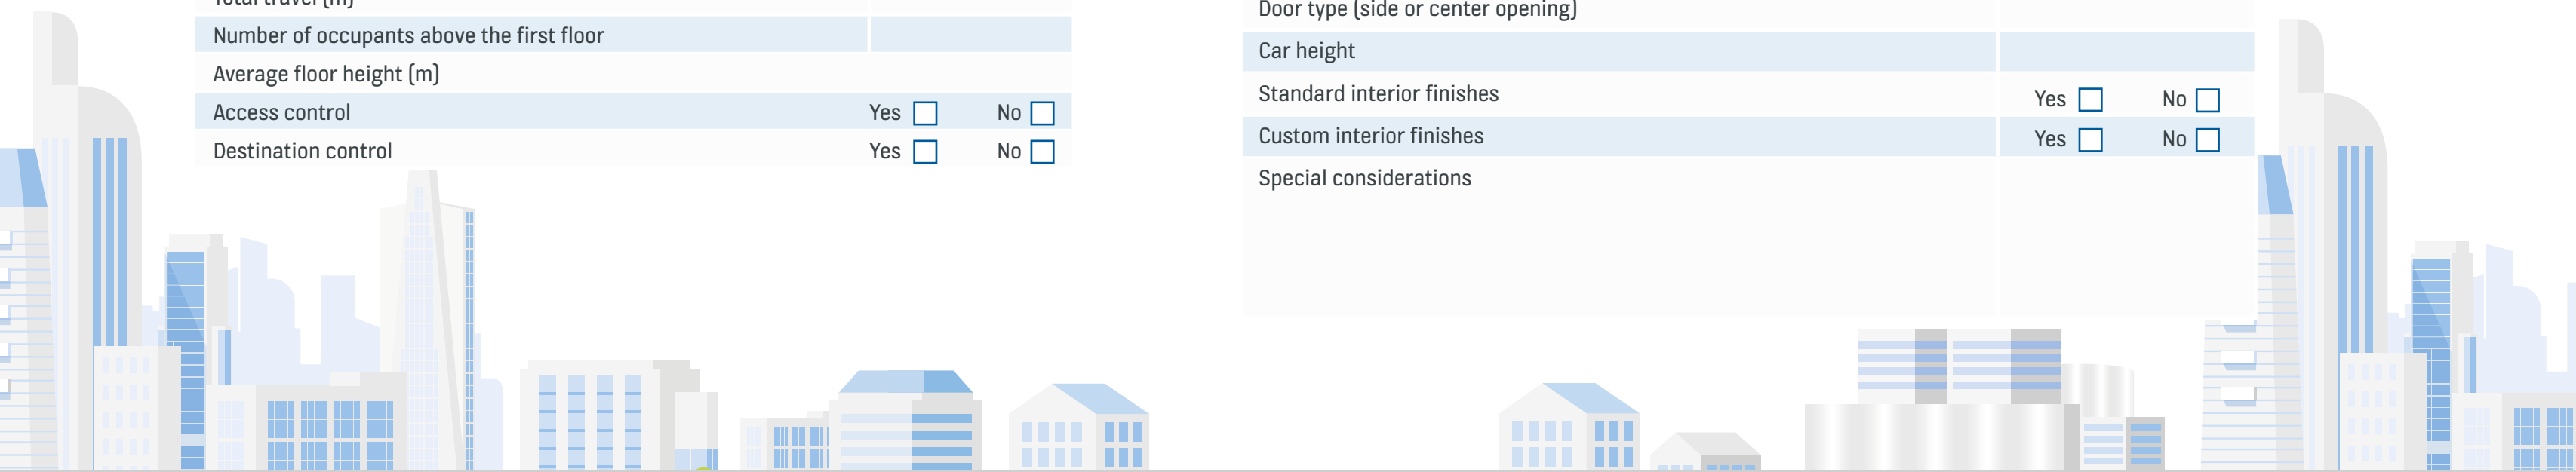 Total travel (m)
Number of occupants above the first floor
Average floor height (m)
Access control Yes No
Destination control Yes No
Door type (side or center opening)
Car height
Standard interior finishes Yes No
Custom interior finishes Yes No
Special considerations